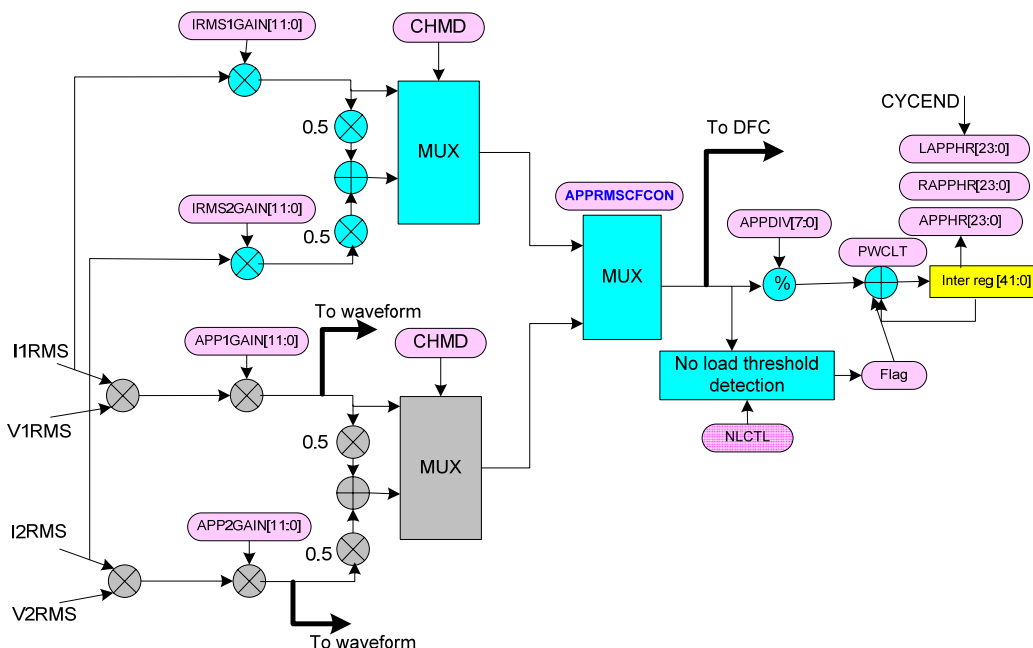 IRMS1GAIN[11:0]
CHMD
0.5
MUX
IRMS2GAIN[11:0]
0.5
To DFC
CYCEND
LAPPHR[23:0]
RAPPHR[23:0]
APPHR[23:0]
APPRMSCFCON
APPDIV[7:0]
PWCLT
MUX
%
Inter reg [41:0]
To waveform
APP1GAIN[11:0]
CHMD
I1RMS
V1RMS
No load threshold
detection
Flag
NLCTL
0.5
MUX
APP2GAIN[11:0]
0.5
I2RMS
V2RMS
To waveform